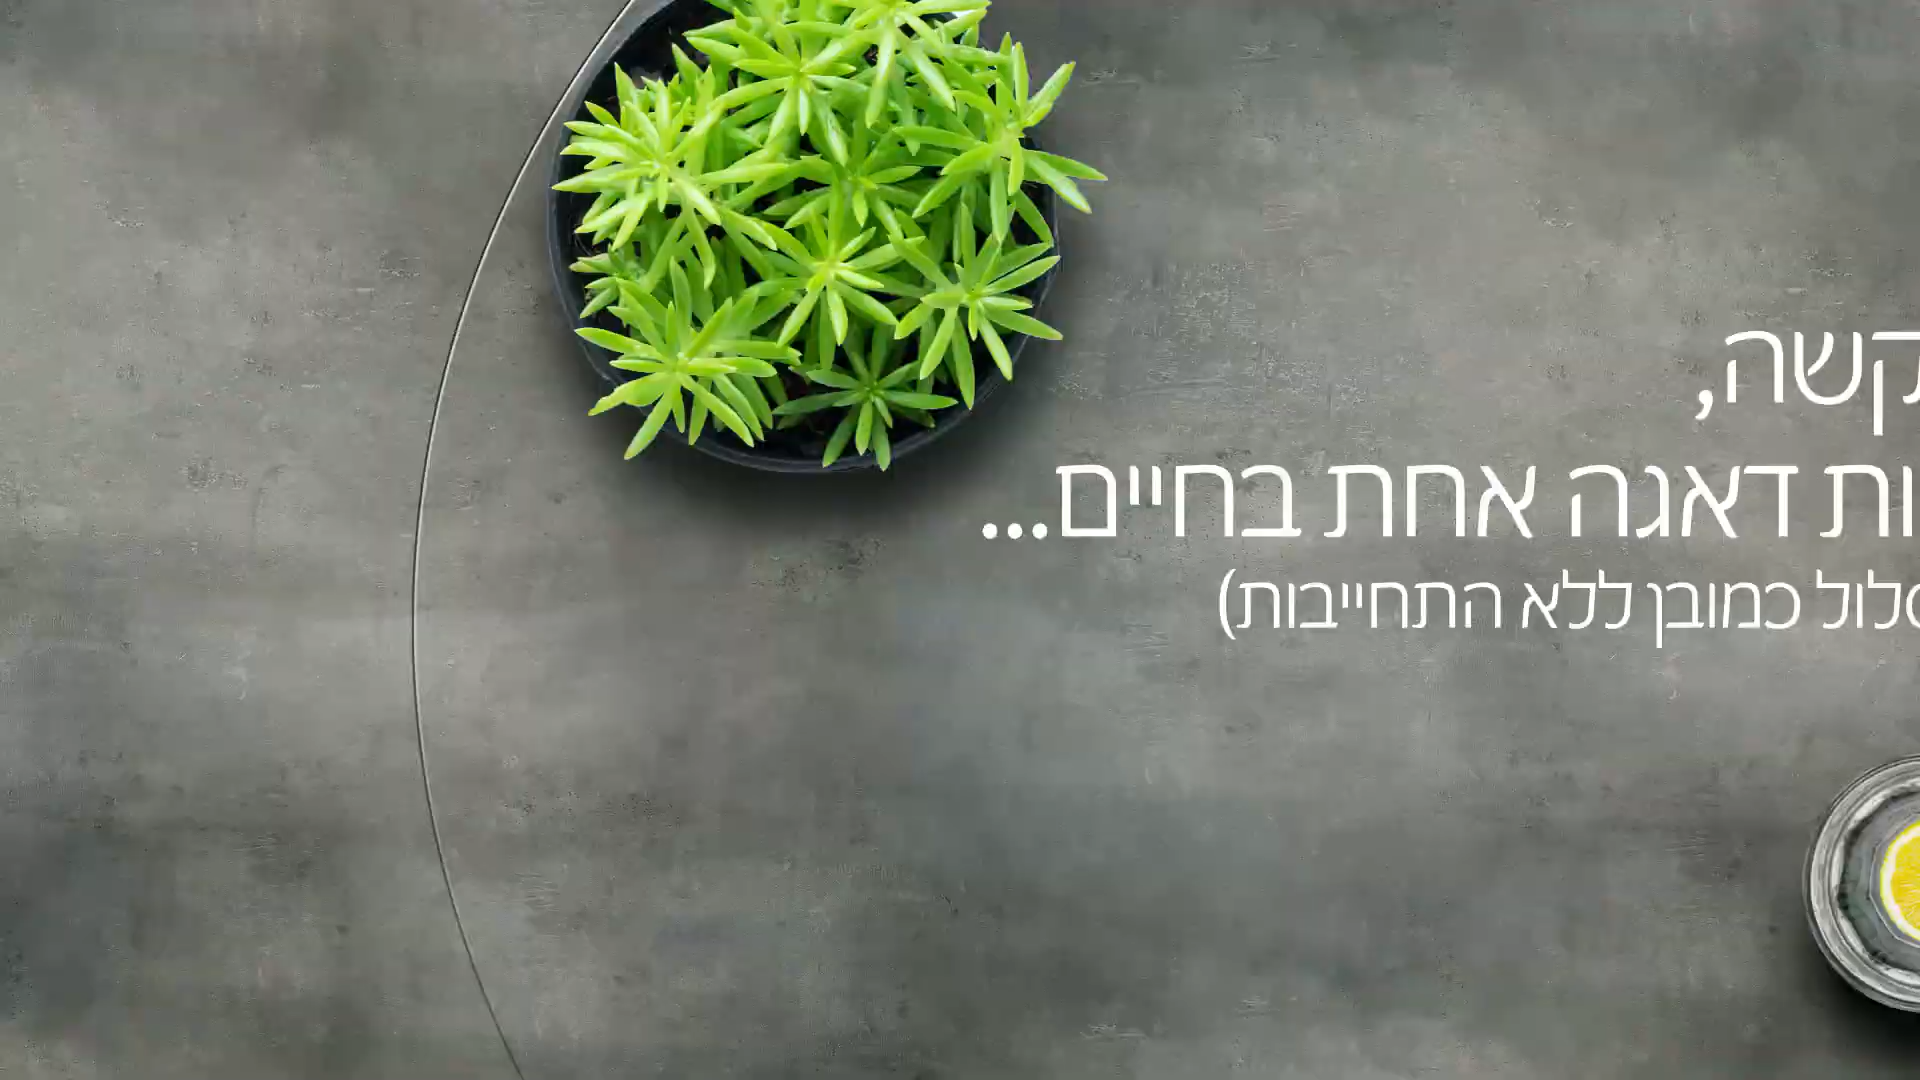 קשה,
ות דאגה אחת בחיים...
סלול כמובן ללא התחייבות)